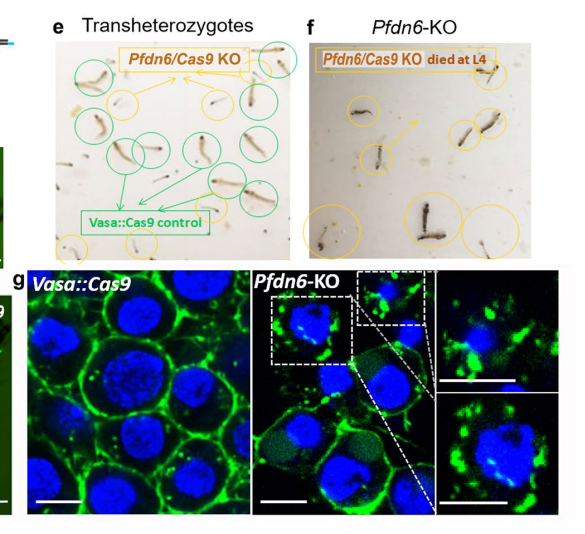 e Transheterozygotes
Pfdn6/Cas9 KO
Vasa::Cas9 control
f Pfdn6-KO
Pfdn6/Cas9 KO died at L4
g Vasa::Cas9
Pfdn6-KO
9